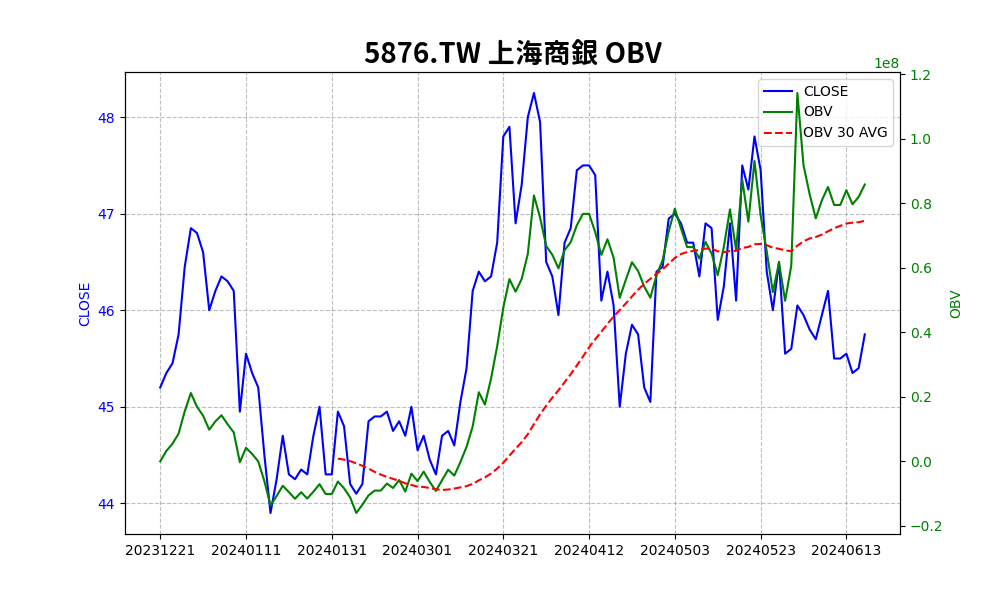 5876.TW 上海商銀 OBV
1e8
CLOSE
OBV
OBV 30 AVG
48
47
46
45
44
CLOSE
1.2
1.0
0.8
0.6
0.4
0.2
0.0
−0.2
OBV
20231221 20240111 20240131 20240301 20240321 20240412 20240503 20240523 20240613